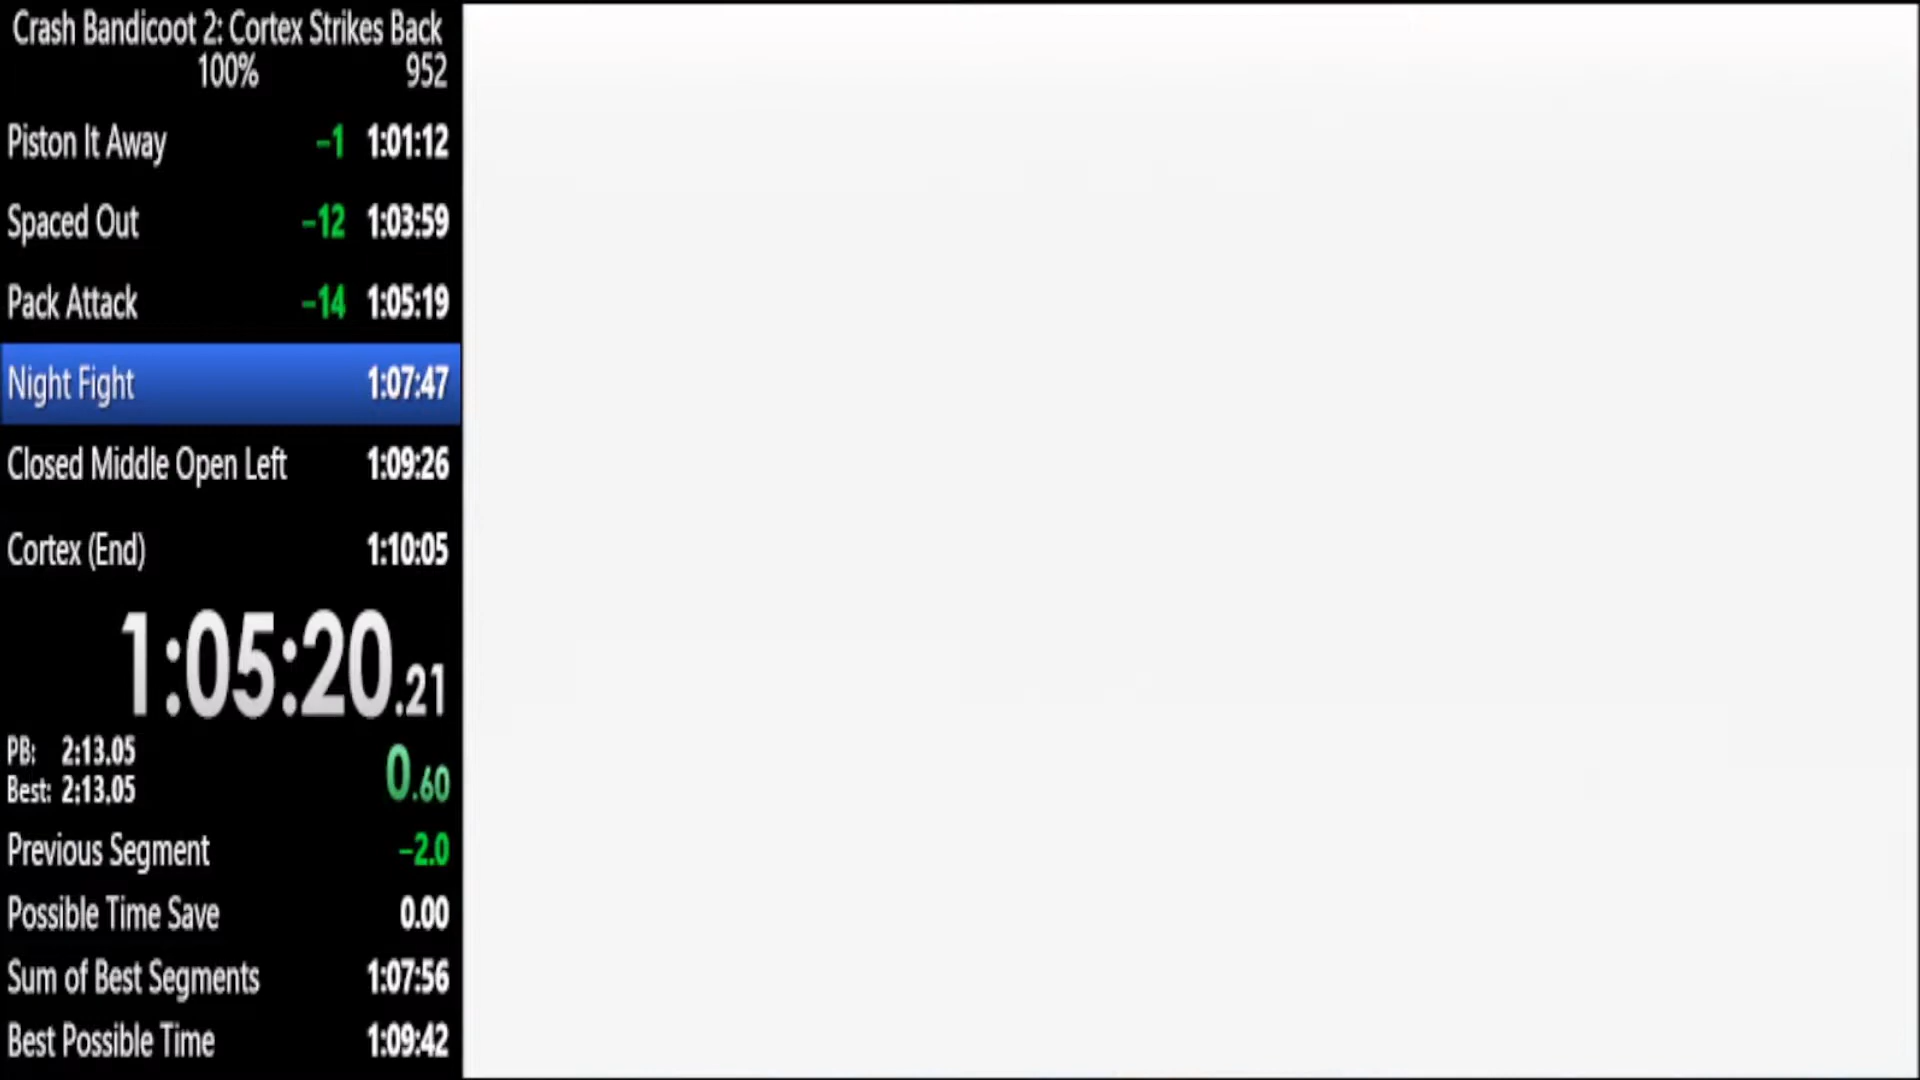 Crash Bandicoot 2: Cortex Strikes Back
100% 952
Piston It Away −1 1:01:12
Spaced Out −12 1:03:59
Pack Attack −14 1:05:19
Night Fight 1:07:47
Closed Middle Open Left 1:09:26
Cortex (End) 1:10:05
1:05:20.21
PB: 2:13.05
Best: 2:13.05
0.60
Previous Segment −2.0
Possible Time Save 0.00
Sum of Best Segments 1:07:56
Best Possible Time 1:09:42